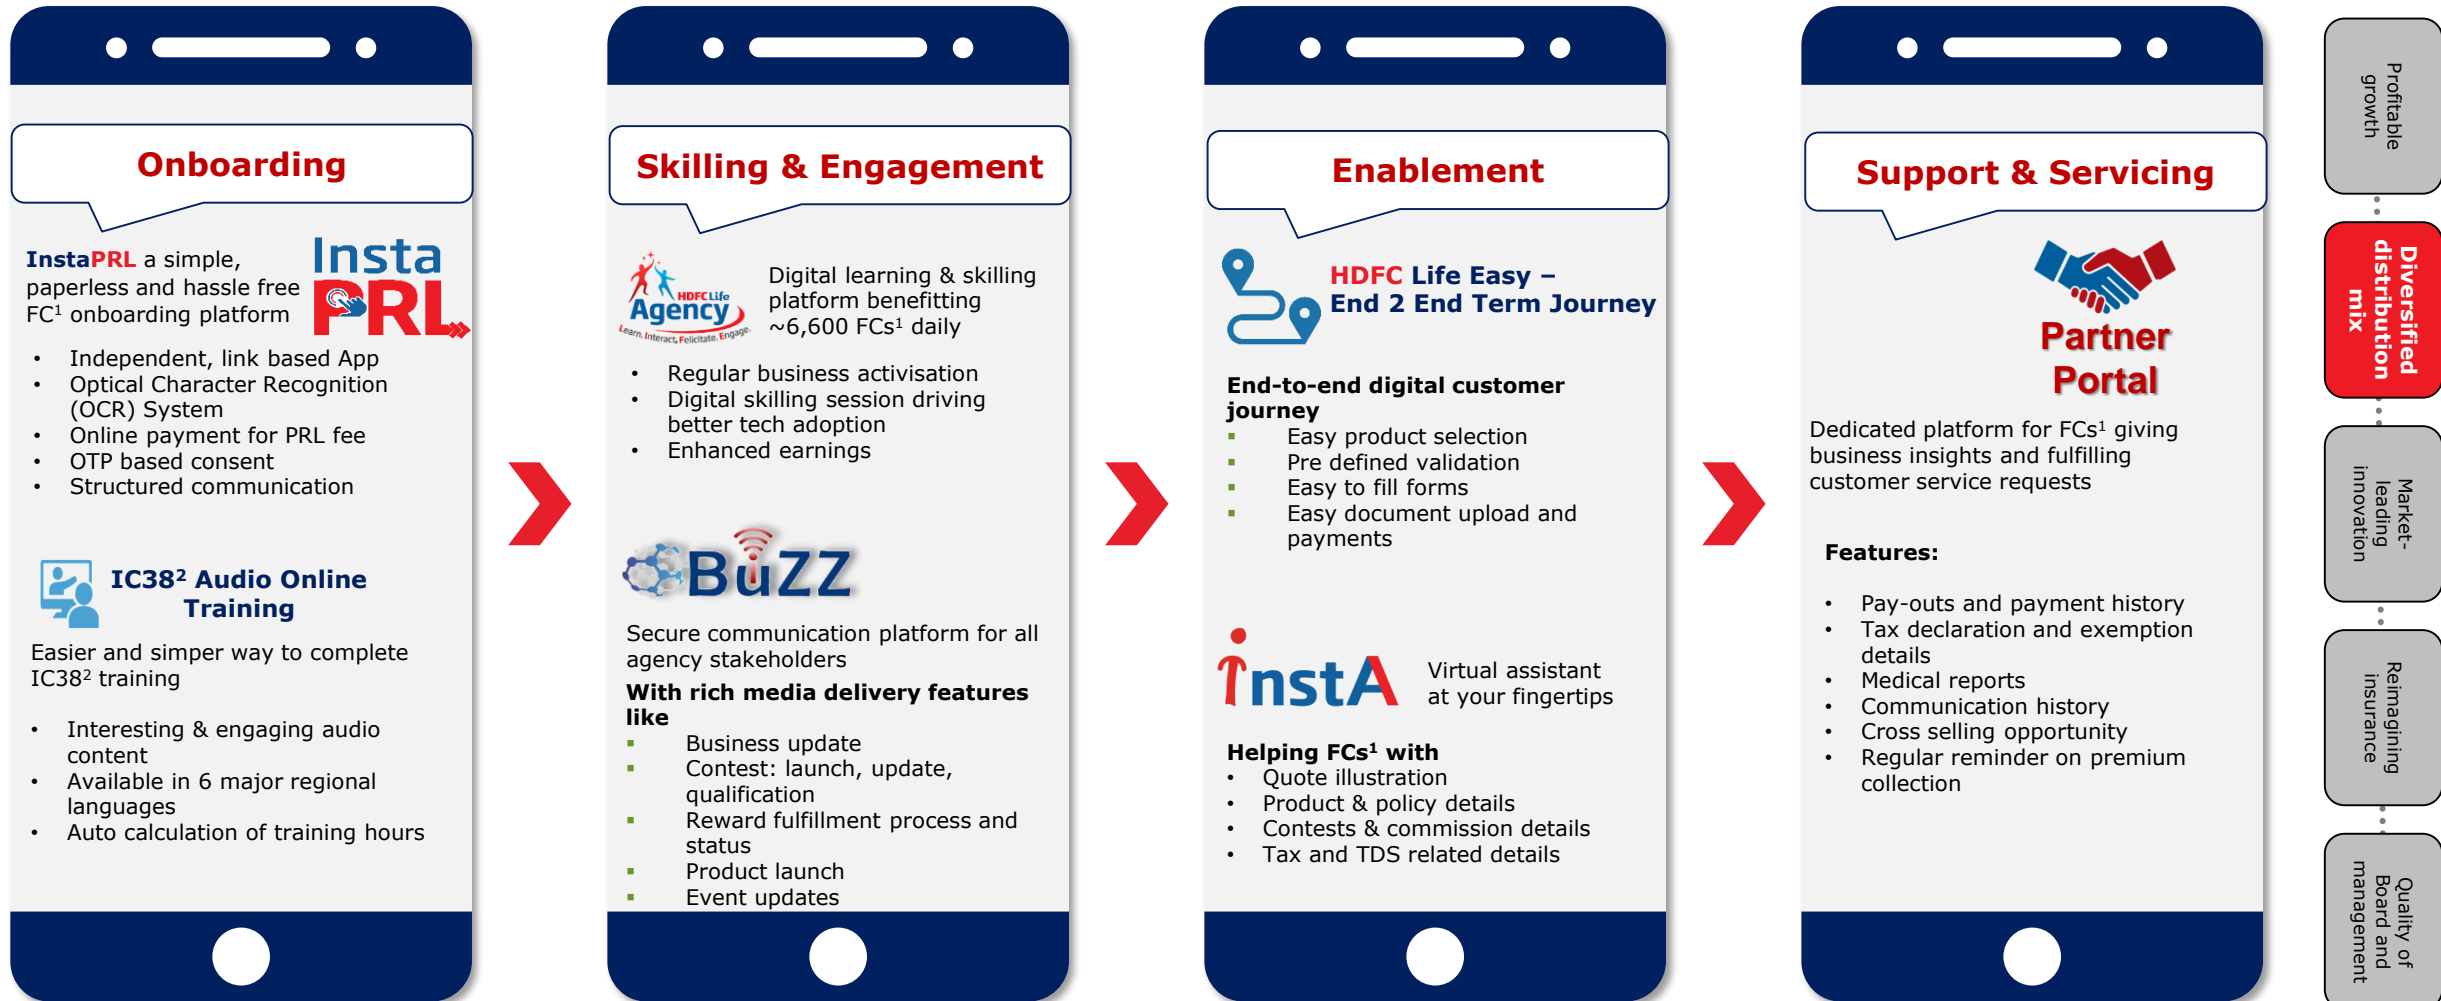 Onboarding
InstaPRL a simple,
paperless and hassle free
FC¹ onboarding platform
Insta
PRL
• Independent, link based App
• Optical Character Recognition
(OCR) System
• Online payment for PRL fee
• OTP based consent
• Structured communication
IC38² Audio Online
Training
Easier and simper way to complete
IC38² training
• Interesting & engaging audio
content
• Available in 6 major regional
languages
• Auto calculation of training hours
Skilling & Engagement
HDFC Life
Agency
Learn. Interact, Felicitate. Engage.
Digital learning & skilling
platform benefitting
~6,600 FCs¹ daily
• Regular business activisation
• Digital skilling session driving
better tech adoption
• Enhanced earnings
BuZZ
Secure communication platform for all
agency stakeholders
With rich media delivery features
like
▪ Business update
▪ Contest: launch, update,
qualification
▪ Reward fulfillment process and
status
▪ Product launch
▪ Event updates
Enablement
HDFC Life Easy –
End 2 End Term Journey
End-to-end digital customer
journey
▪ Easy product selection
▪ Pre defined validation
▪ Easy to fill forms
▪ Easy document upload and
payments
instA
Virtual assistant
at your fingertips
Helping FCs¹ with
• Quote illustration
• Product & policy details
• Contests & commission details
• Tax and TDS related details
Support & Servicing
Partner
Portal
Dedicated platform for FCs¹ giving
business insights and fulfilling
customer service requests
Features:
• Pay-outs and payment history
• Tax declaration and exemption
details
• Medical reports
• Communication history
• Cross selling opportunity
• Regular reminder on premium
collection
Profitable
growth
Diversified
distribution
mix
Market-
leading
innovation
Reimagining
insurance
Quality of
Board and
management